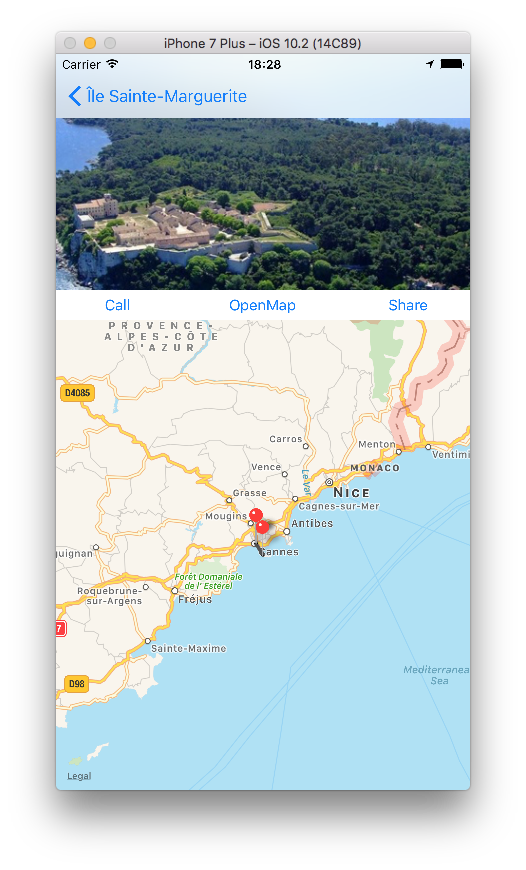 iPhone 7 Plus – iOS 10.2 (14C89)
Carrier 18:28
Île Sainte-Marguerite
Call OpenMap Share
PROVENCE-
ALPES-CÔTE
D'AZUR
D4085
Carros
Menton
Ventimi
Vence
Le Var
MONACO
Grasse
NICE
Cagnes-sur-Mer
Mougins
Antibes
guignan
Cannes
Forêt Domaniale
de l' Estérel
Roquebrune-
sur-Argens
Fréjus
7
Sainte-Maxime
Mediterranea
Sea
D98
Legal